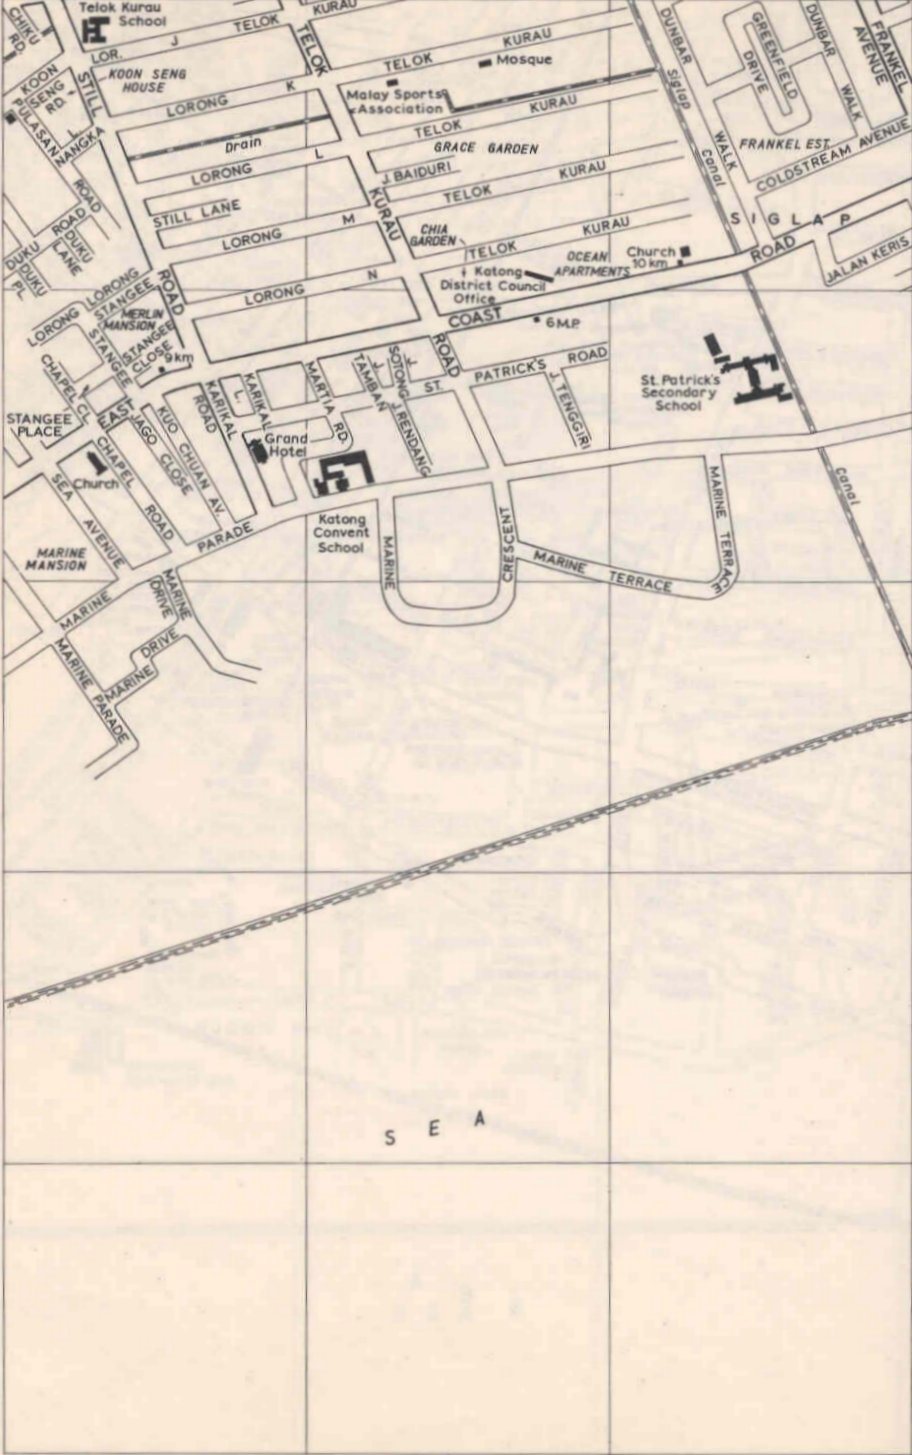 CHIKU
RD.
Telok Kurau
School
TELOK
KURAU
LOR. J TELOK
KURAU
TELOK KURAU
Mosque
DUNBAR
WALK
GREENFIELD
DRIVE
DUNBAR
WALK
FRANKEL
AVENUE
KOON
SENG
RD.
STILL
ROAD
KOON SENG
HOUSE
PULASAN
ROAD
L. NANGKA
LORONG K
Malay Sports
Association
TELOK KURAU
Siglap
Canal
Drain
GRACE GARDEN
FRANKEL EST.
COLDSTREAM AVENUE
LORONG L
J. BAIDURI
TELOK KURAU
STILL LANE
KURAU
ROAD
LORONG M
CHIA
GARDEN
TELOK KURAU
SIGLAP
ROAD
JALAN KERIS
DUKU ROAD
DUKU
LANE
DUKU
PL.
OCEAN
APARTMENTS
Church
10 km
Katong
District Council
Office
LORONG N
LORONG
STANGEE
LORONG
STANGEE
MERLIN
MANSION
STANGEE
CLOSE
9 km
EAST
COAST
6 M.P.
CHAPEL CL.
STANGEE
PLACE
KARIKAL
ROAD
L.
KARIKAL
MARTIA
RD.
J.
TAMBAN
J.
SOTONG
J. RENDANG
ST. PATRICK'S ROAD
J. TENGGIRI
St. Patrick's
Secondary
School
JAGO
CLOSE
KUO CHUAN AV.
CHAPEL
ROAD
Church
SEA
AVENUE
Grand
Hotel
Katong
Convent
School
MARINE
PARADE
MARINE
CRESCENT
MARINE TERRACE
MARINE TERRACE
Canal
MARINE
MANSION
MARINE
DRIVE
MARINE
DRIVE
MARINE PARADE
SEA